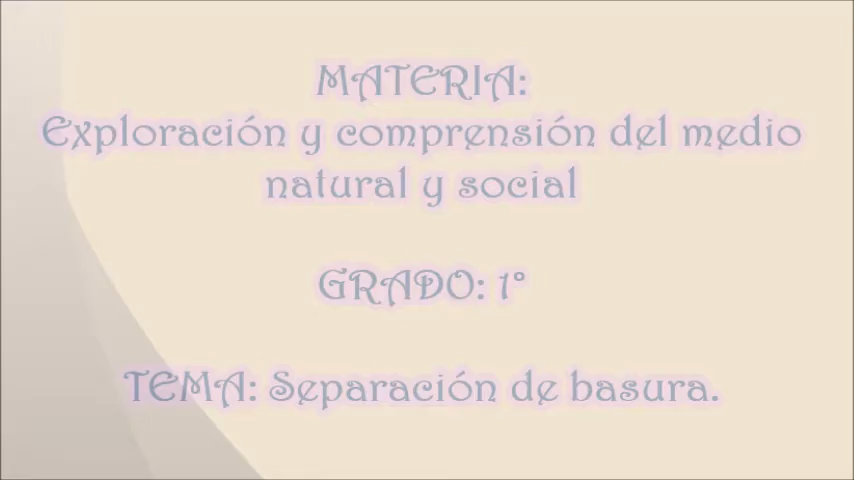 MATERIA:
Exploración y comprensión del medio
natural y social
GRADO: 1°
TEMA: Separación de basura.